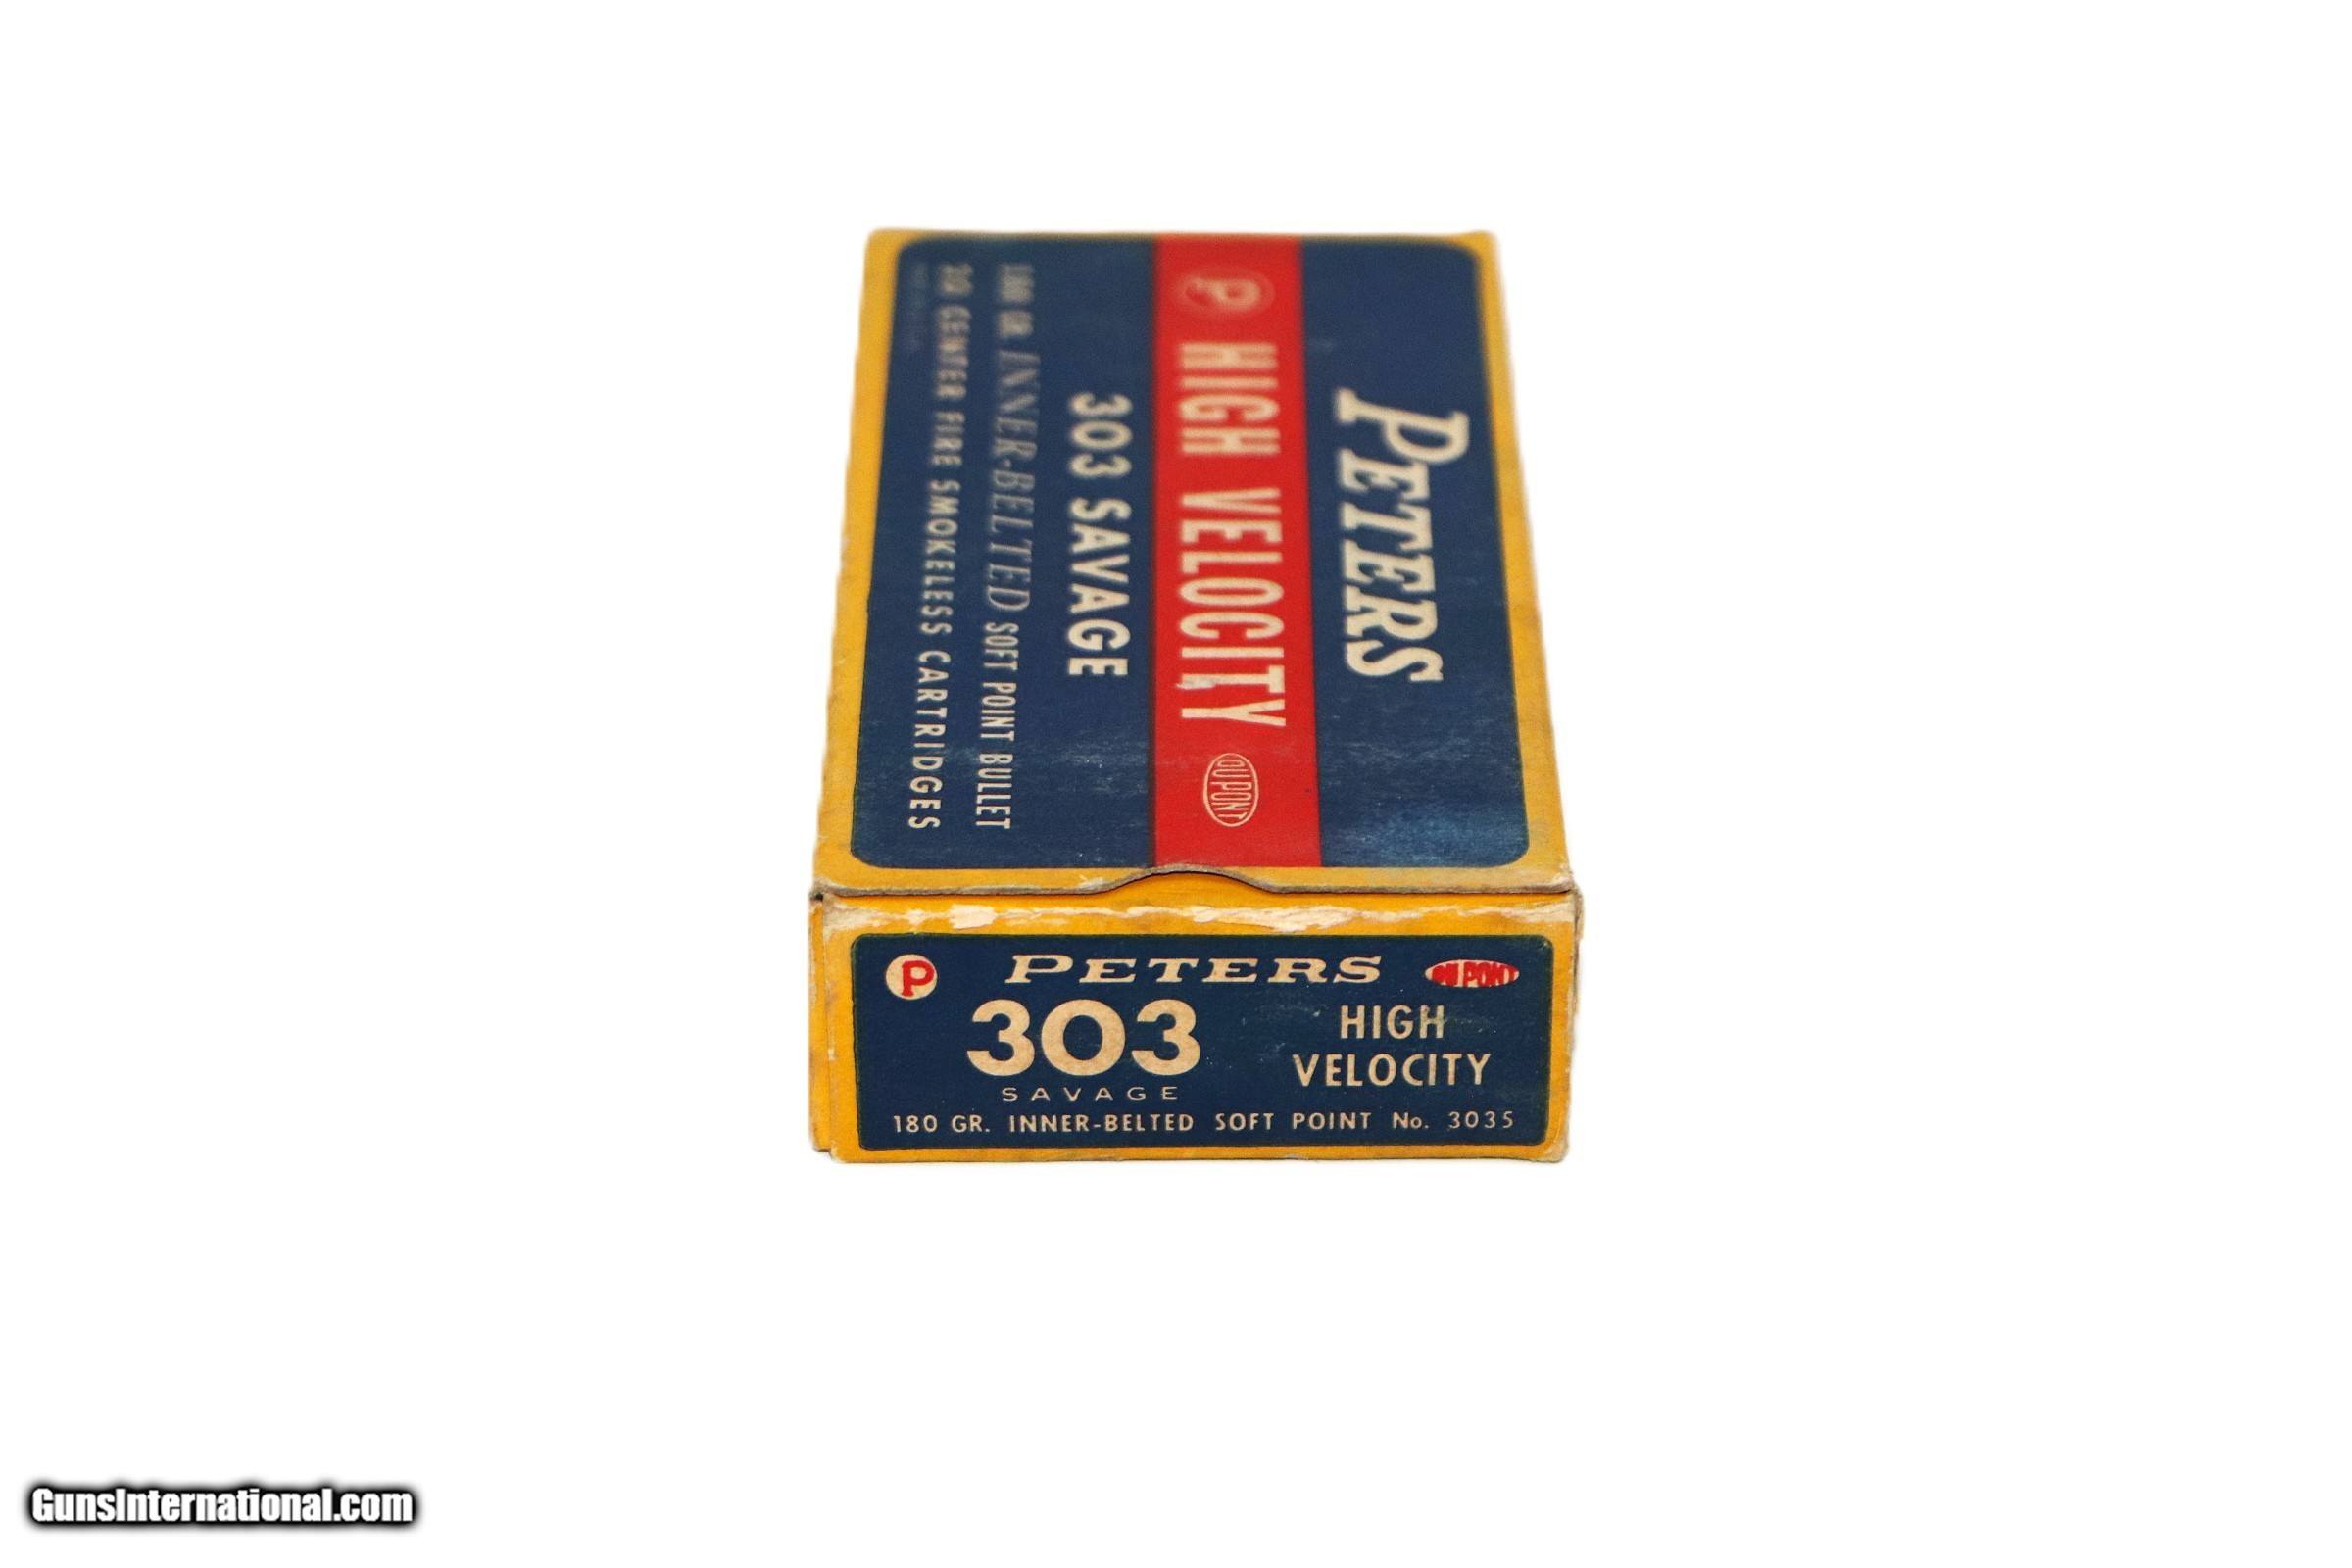 PETERS
P HIGH VELOCITY DU PONT
303 SAVAGE
180 GR. INNER-BELTED SOFT POINT BULLET
20 CENTER FIRE SMOKELESS CARTRIDGES
P PETERS DU PONT
303
SAVAGE
HIGH
VELOCITY
180 GR. INNER-BELTED SOFT POINT No. 3035
GunsInternational.com